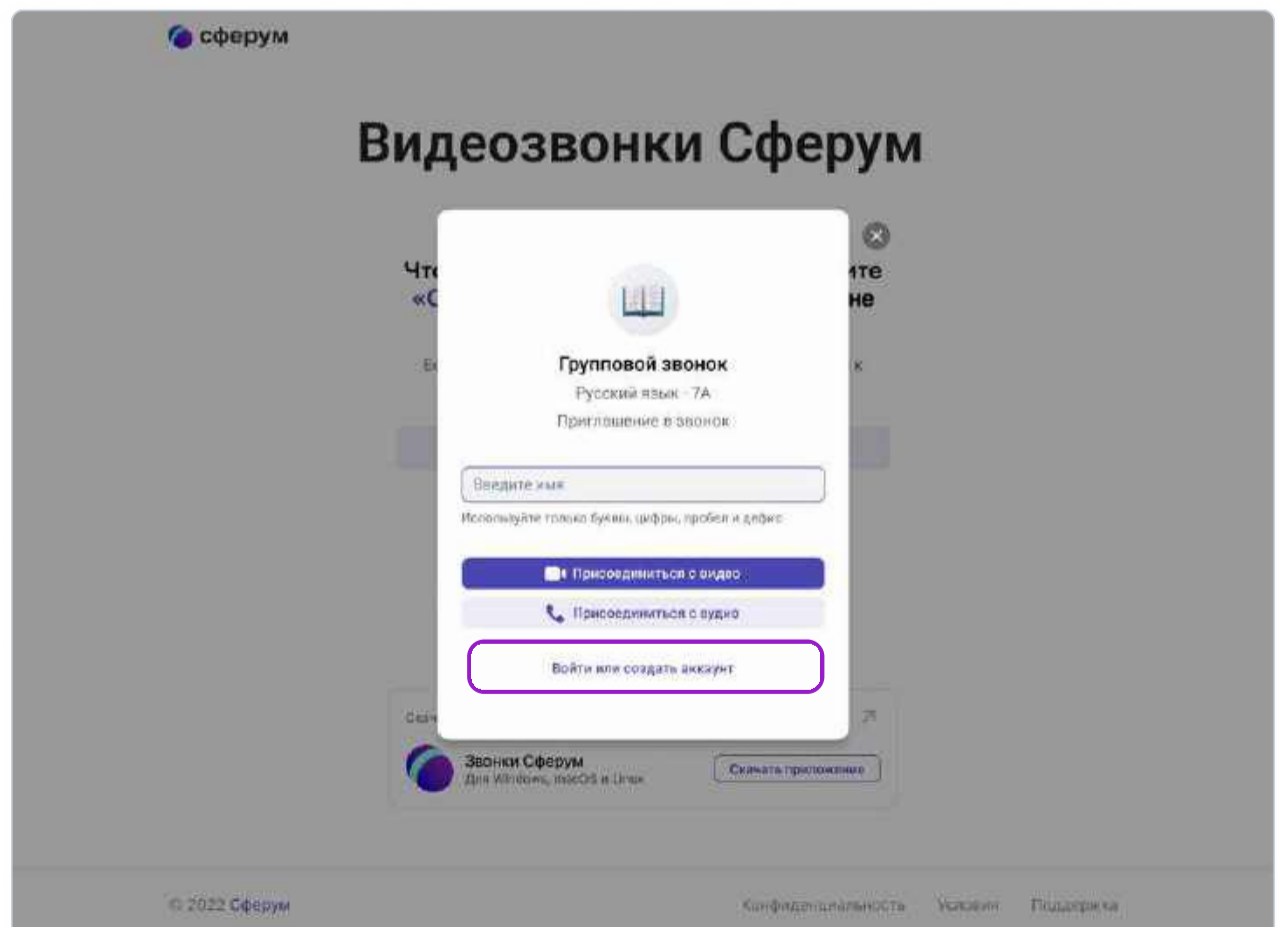 сферум
Видеозвонки Сферум
Групповой звонок
Русский язык - 7А
Приглашение в звонок
Введите имя
Используйте только буквы, цифры, пробел и дефис
Присоединиться с видео
Присоединиться с аудио
Войти или создать аккаунт
Звонки Сферум
Для Windows, macOS и Linux
Скачать приложение
© 2022 Сферум
Конфиденциальность Условия Поддержка